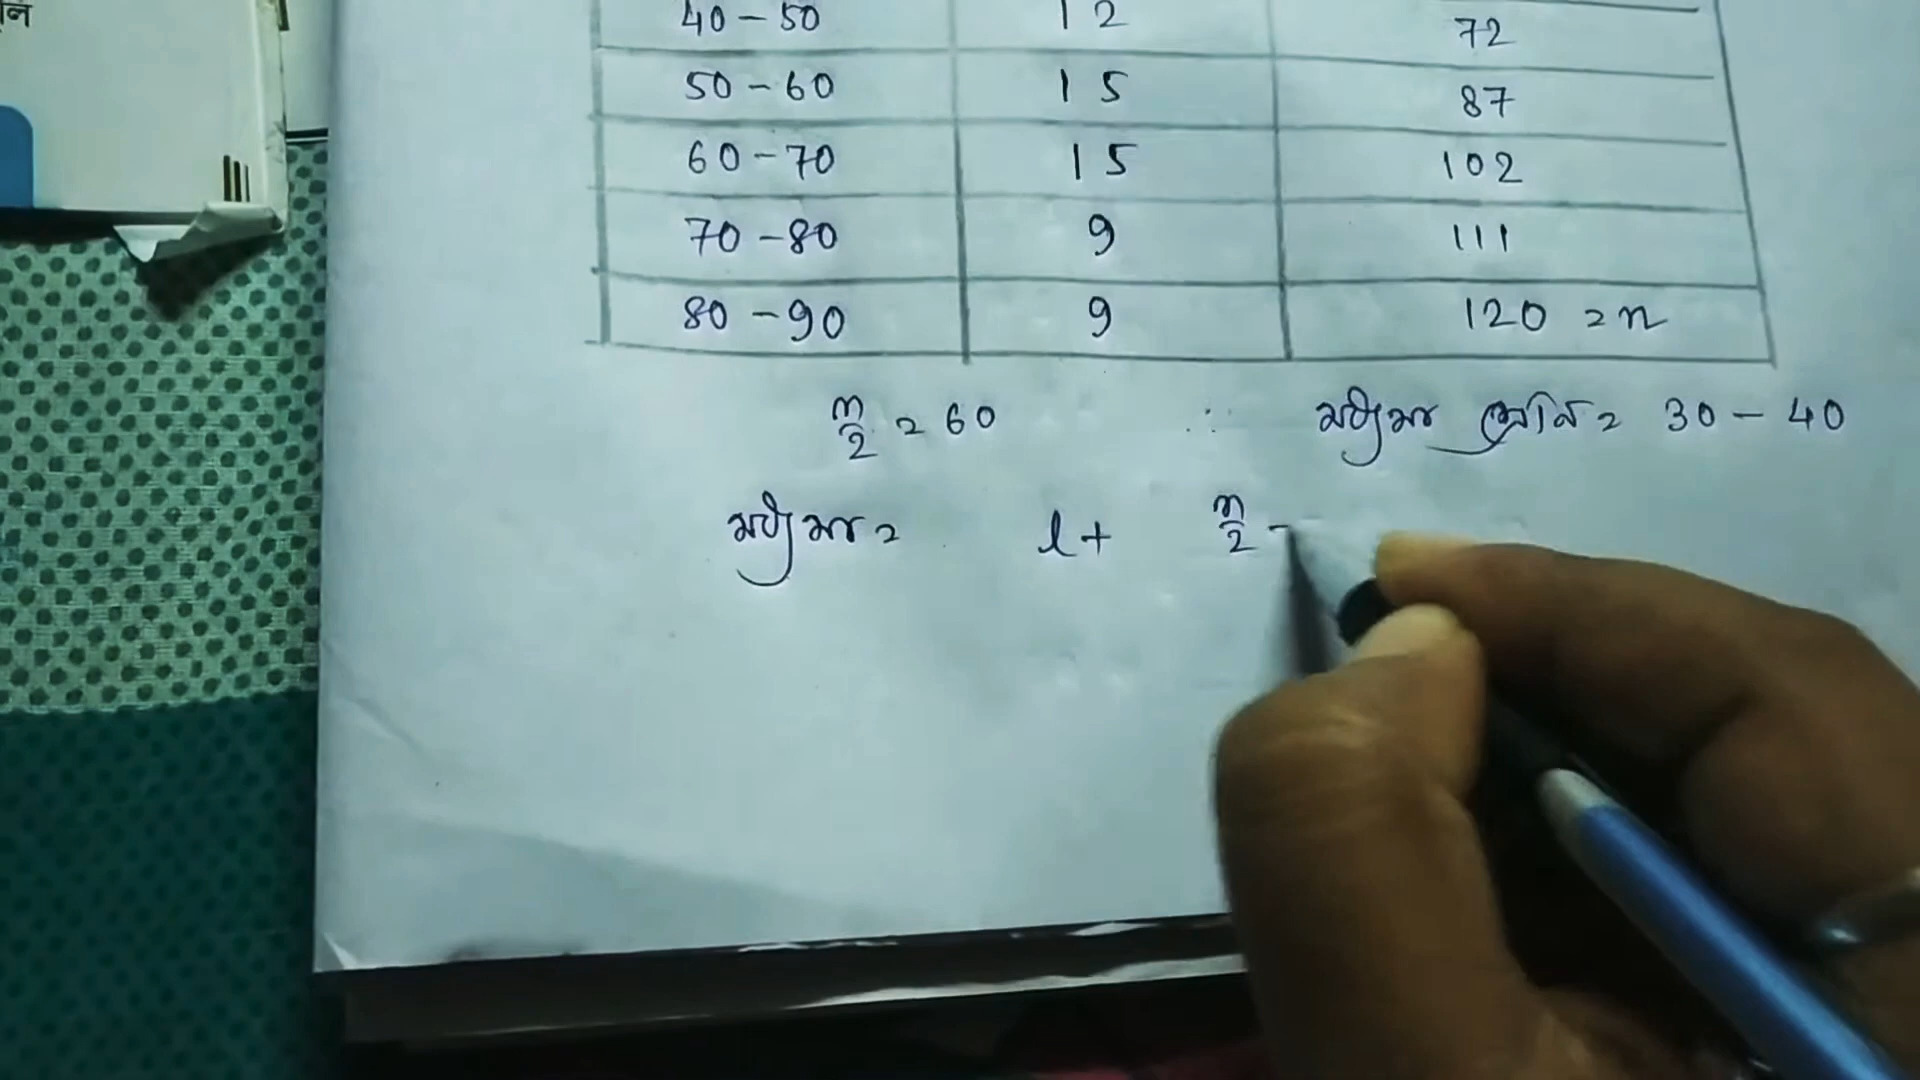 40 - 50 12 72
50 - 60 15 87
60 - 70 15 102
70 - 80 9 111
80 - 90 9 120 = n
n/2 = 60 ∴ মধ্যমা শ্রেণি = 30 - 40
মধ্যমা = l + n/2 -